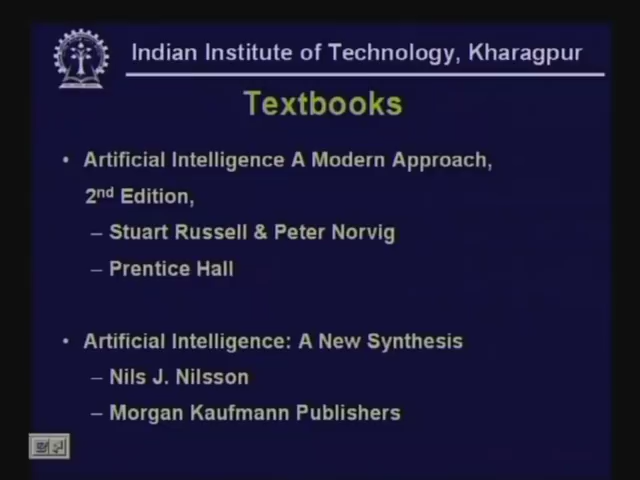 Indian Institute of Technology, Kharagpur
Textbooks
• Artificial Intelligence A Modern Approach,
2nd Edition,
– Stuart Russell & Peter Norvig
– Prentice Hall
• Artificial Intelligence: A New Synthesis
– Nils J. Nilsson
– Morgan Kaufmann Publishers